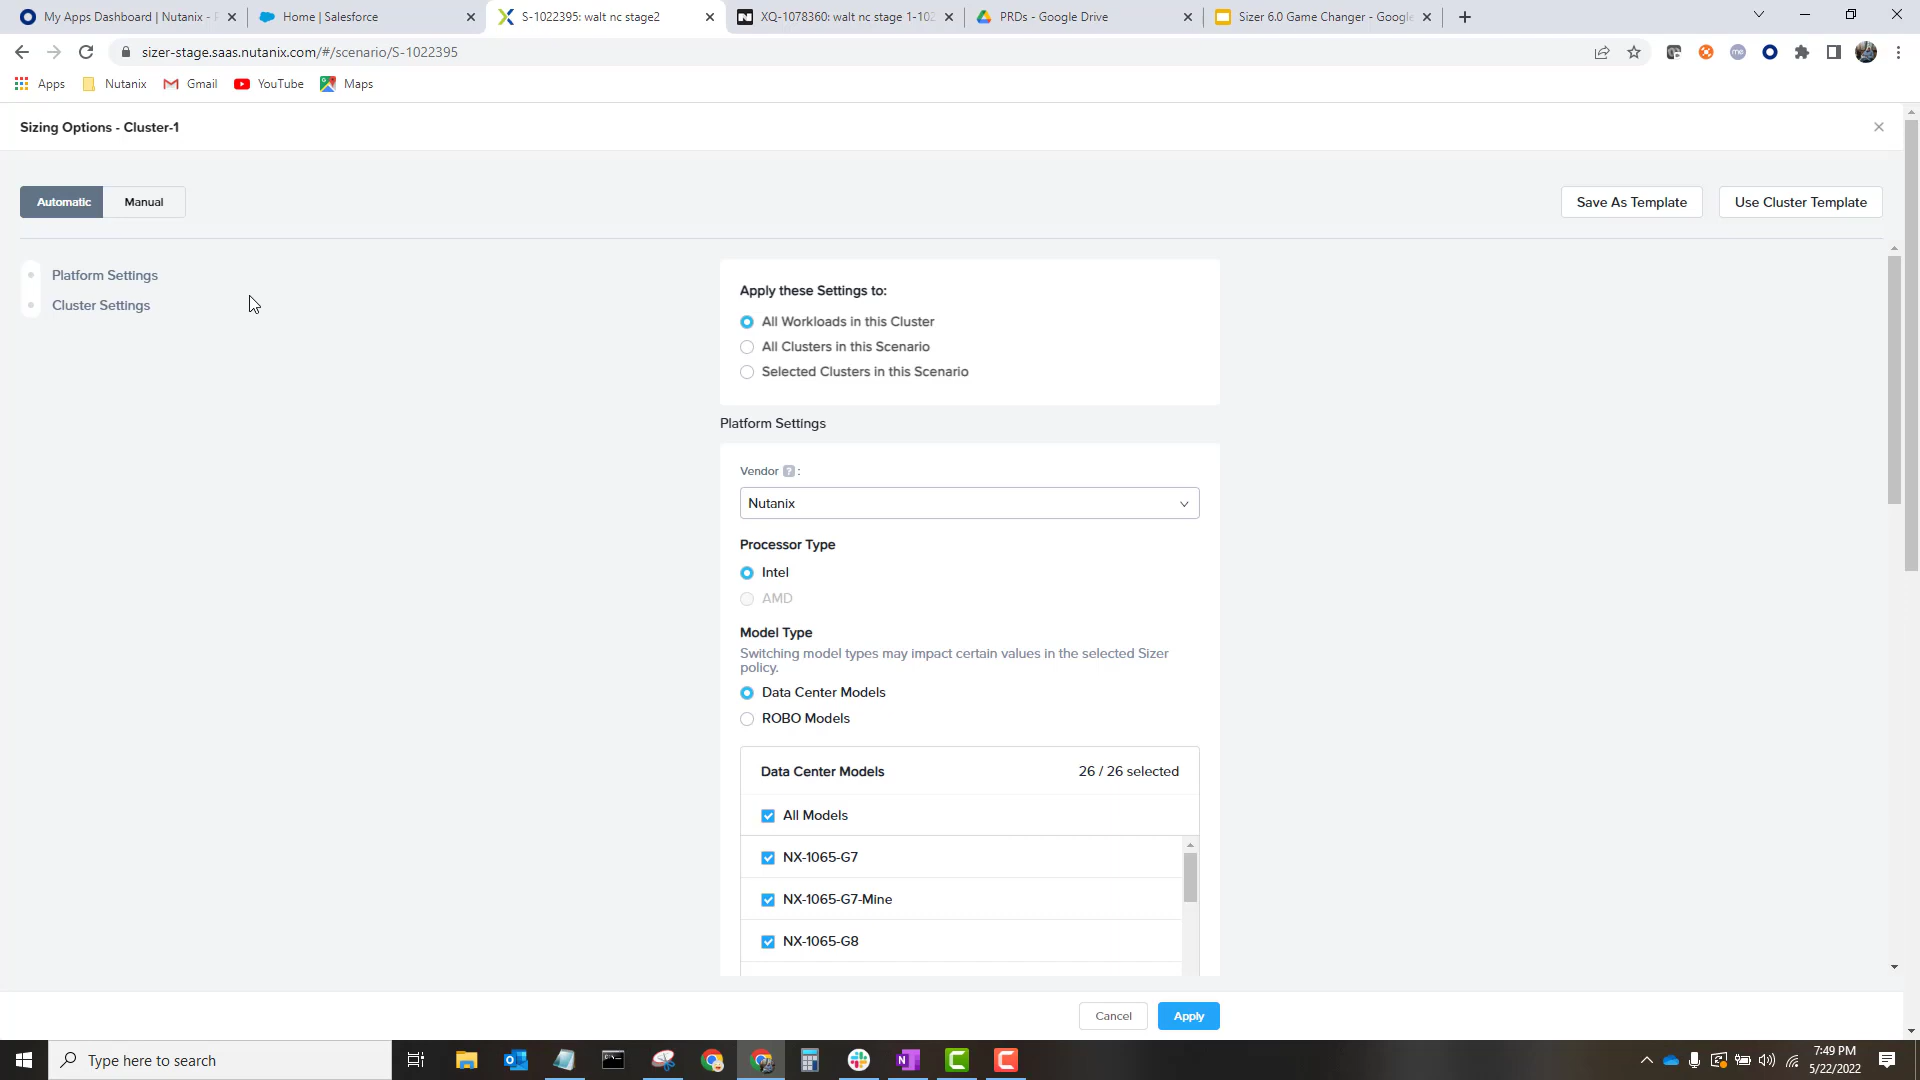 My Apps Dashboard | Nutanix - P
Home | Salesforce
S-1022395: walt nc stage2
XQ-1078360: walt nc stage 1-102
PRDs - Google Drive
Sizer 6.0 Game Changer - Google
sizer-stage.saas.nutanix.com/#/scenario/S-1022395
Apps
Nutanix
Gmail
YouTube
Maps
Sizing Options - Cluster-1
Automatic
Manual
Save As Template
Use Cluster Template
Platform Settings
Cluster Settings
Apply these Settings to:
All Workloads in this Cluster
All Clusters in this Scenario
Selected Clusters in this Scenario
Platform Settings
Vendor ? :
Nutanix
Processor Type
Intel
AMD
Model Type
Switching model types may impact certain values in the selected Sizer
policy.
Data Center Models
ROBO Models
Data Center Models
26 / 26 selected
All Models
NX-1065-G7
NX-1065-G7-Mine
NX-1065-G8
Cancel
Apply
Type here to search
7:49 PM
5/22/2022